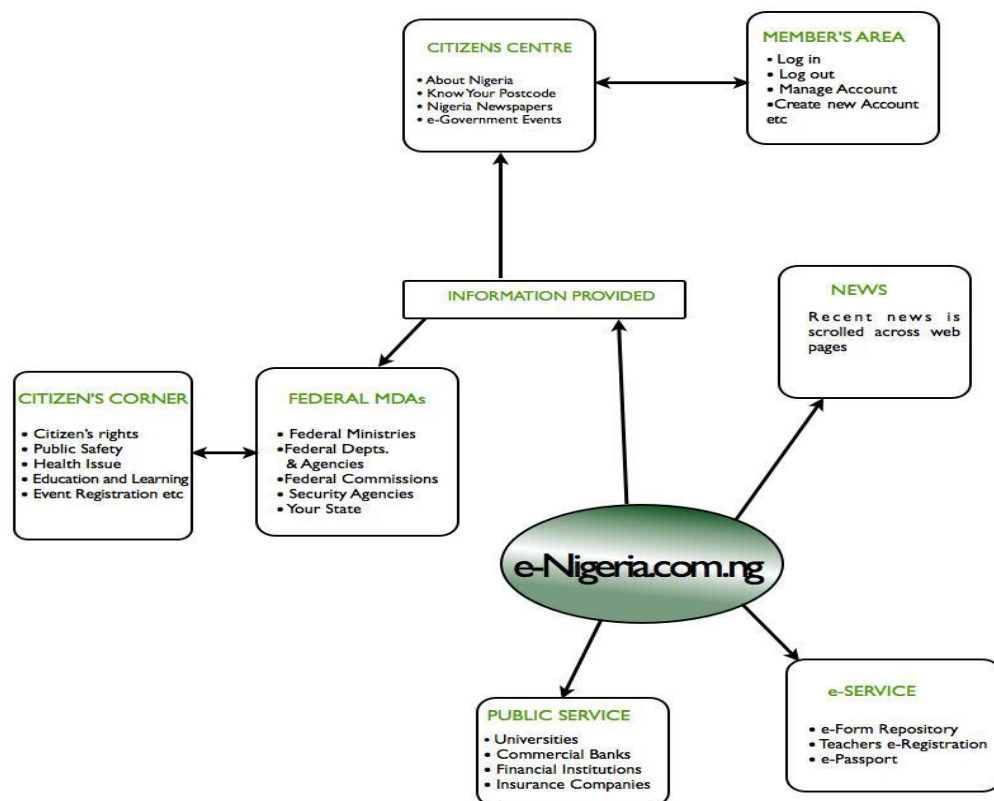 CITIZENS CENTRE
• About Nigeria
• Know Your Postcode
• Nigeria Newspapers
• e-Government Events
MEMBER'S AREA
• Log in
• Log out
• Manage Account
•Create new Account
etc
INFORMATION PROVIDED
NEWS
Recent news is
scrolled across web
pages
CITIZEN'S CORNER
• Citizen's rights
• Public Safety
• Health Issue
• Education and Learning
• Event Registration etc
FEDERAL MDAs
• Federal Ministries
•Federal Depts.
& Agencies
•Federal Commissions
• Security Agencies
• Your State
e-Nigeria.com.ng
PUBLIC SERVICE
• Universities
• Commercial Banks
• Financial Institutions
• Insurance Companies
e-SERVICE
• e-Form Repository
• Teachers e-Registration
• e-Passport